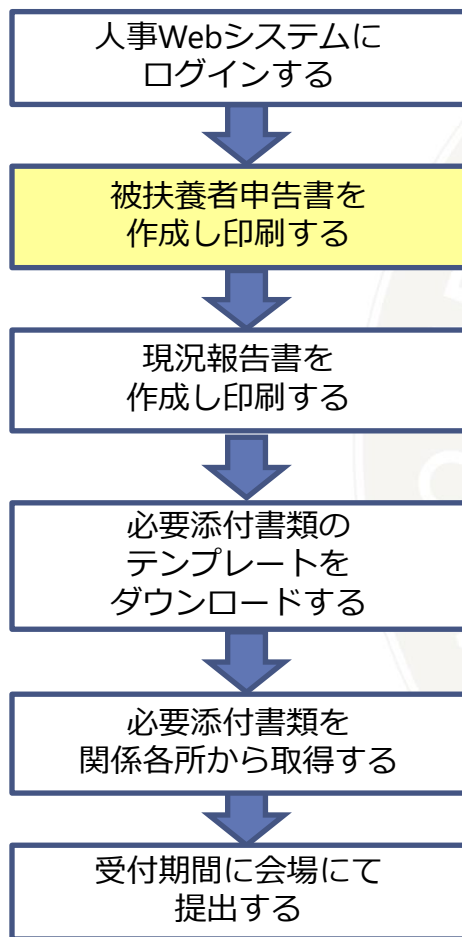 人事Webシステムに
ログインする
被扶養者申告書を
作成し印刷する
現況報告書を
作成し印刷する
必要添付書類の
テンプレートを
ダウンロードする
必要添付書類を
関係各所から取得する
受付期間に会場にて
提出する